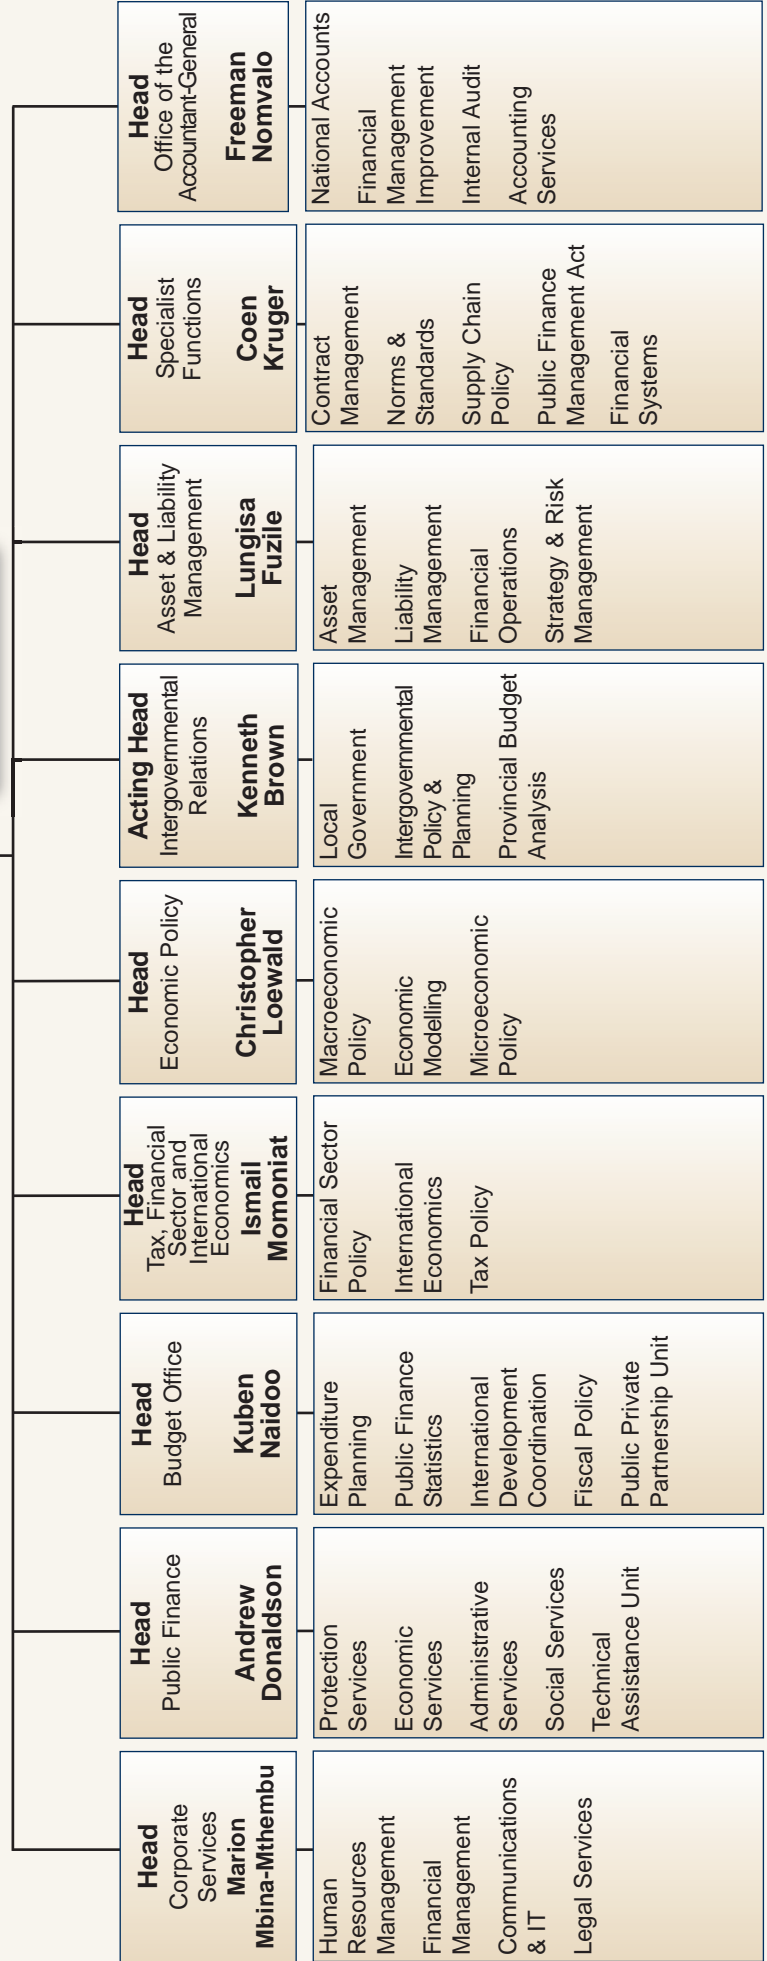 Head
Corporate
Services
Marion
Mbina-Mthembu
Human
Resources
Management
Financial
Management
Communications
& IT
Legal Services
Head
Public Finance
Andrew
Donaldson
Protection
Services
Economic
Services
Administrative
Services
Social Services
Technical
Assistance Unit
Head
Budget Office
Kuben
Naidoo
Expenditure
Planning
Public Finance
Statistics
International
Development
Coordination
Fiscal Policy
Public Private
Partnership Unit
Head
Tax, Financial
Sector and
International
Economics
Ismail
Momoniat
Financial Sector
Policy
International
Economics
Tax Policy
Head
Economic Policy
Christopher
Loewald
Macroeconomic
Policy
Economic
Modelling
Microeconomic
Policy
Acting Head
Intergovernmental
Relations
Kenneth
Brown
Local
Government
Intergovernmental
Policy &
Planning
Provincial Budget
Analysis
Head
Asset & Liability
Management
Lungisa
Fuzile
Asset
Management
Liability
Management
Financial
Operations
Strategy & Risk
Management
Head
Specialist
Functions
Coen
Kruger
Contract
Management
Norms &
Standards
Supply Chain
Policy
Public Finance
Management Act
Financial
Systems
Head
Office of the
Accountant-General
Freeman
Nomvalo
National Accounts
Financial
Management
Improvement
Internal Audit
Accounting
Services